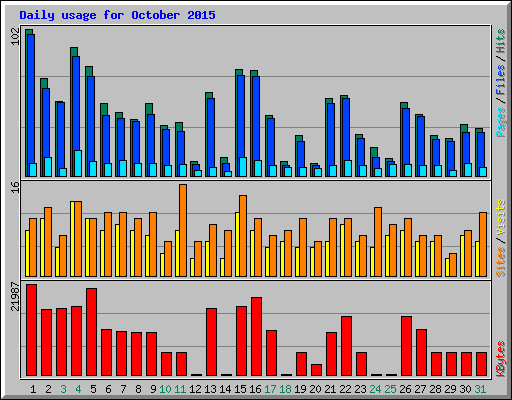 Daily usage for October 2015
102
Pages / Files / Hits
16
Sites / Visits
21987
KBytes
1 2 3 4 5 6 7 8 9 10 11 12 13 14 15 16 17 18 19 20 21 22 23 24 25 26 27 28 29 30 31